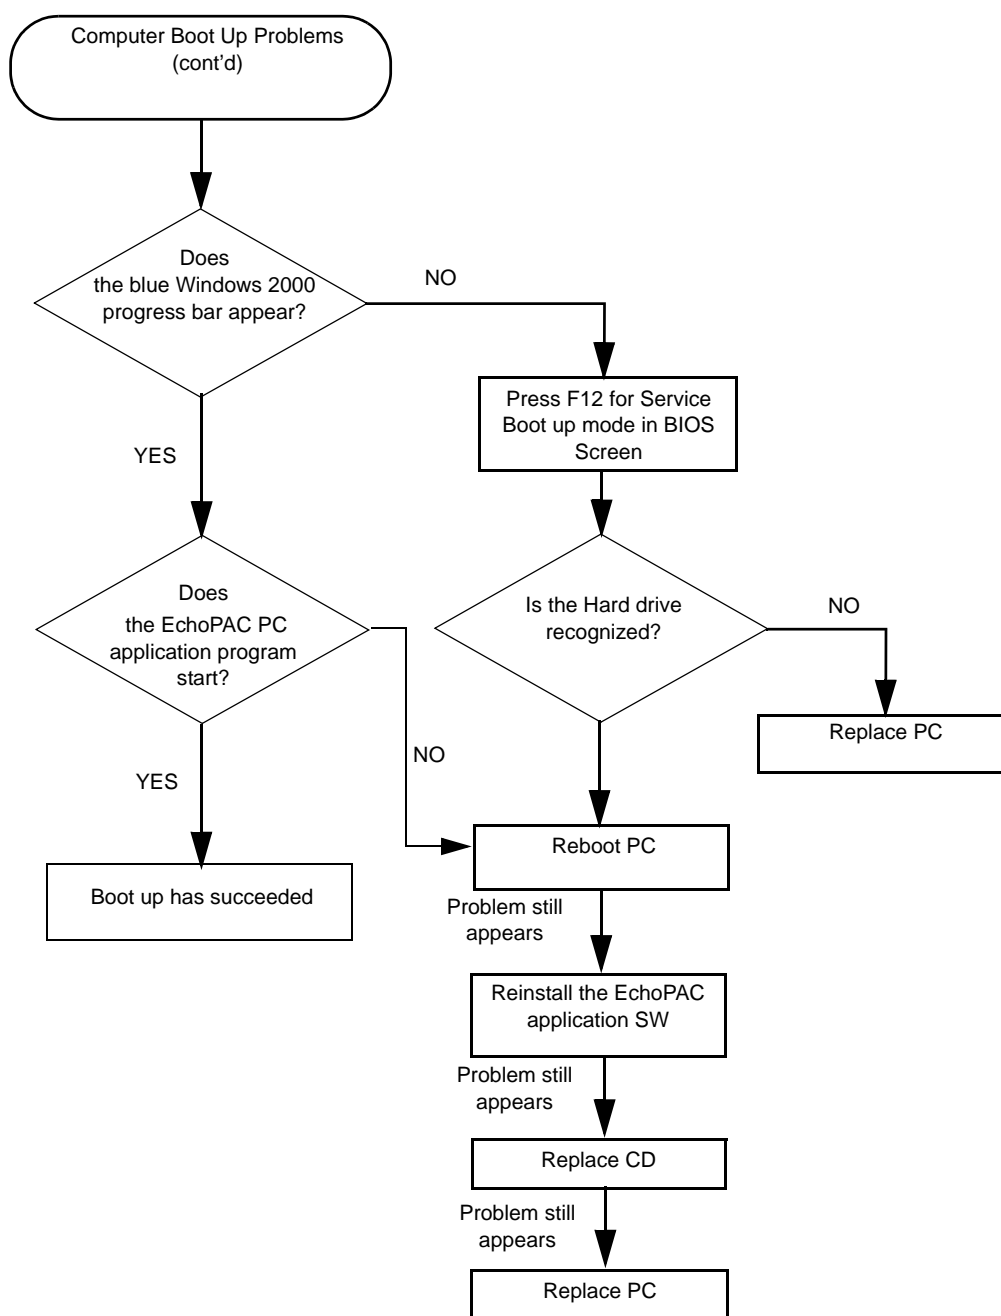 Computer Boot Up Problems
(cont'd)
Does
the blue Windows 2000
progress bar appear?
NO
Press F12 for Service
Boot up mode in BIOS
Screen
YES
Does
the EchoPAC PC
application program
start?
Is the Hard drive
recognized?
NO
Replace PC
NO
YES
Reboot PC
Boot up has succeeded
Problem still
appears
Reinstall the EchoPAC
application SW
Problem still
appears
Replace CD
Problem still
appears
Replace PC